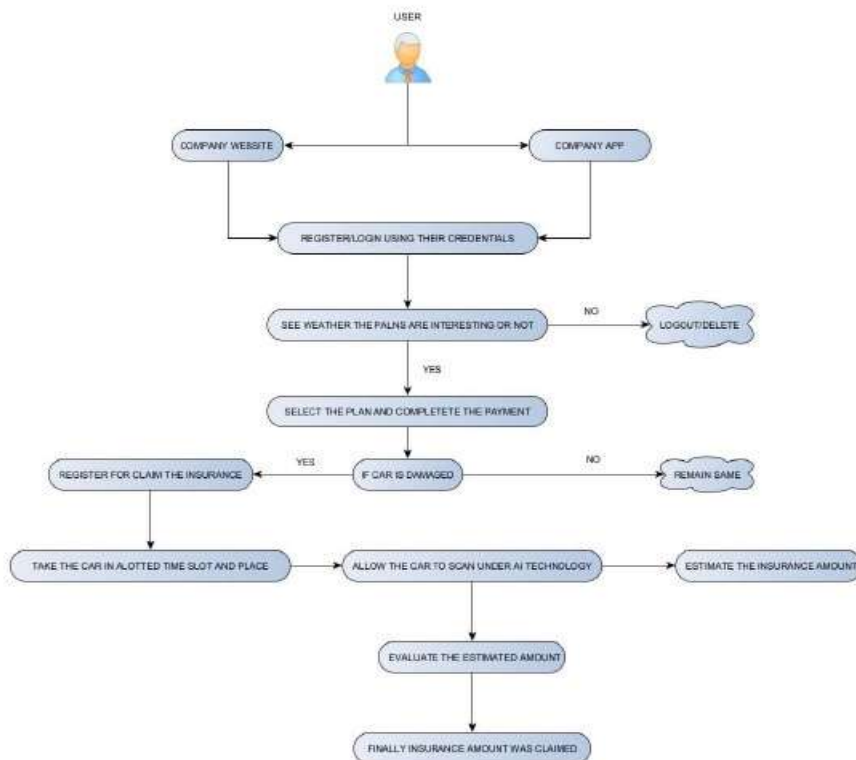 USER
COMPANY WEBSITE
COMPANY APP
REGISTER/LOGIN USING THEIR CREDENTIALS
SEE WEATHER THE PALNS ARE INTERESTING OR NOT
NO
LOGOUT/DELETE
YES
SELECT THE PLAN AND COMPLETETE THE PAYMENT
REGISTER FOR CLAIM THE INSURANCE
YES
IF CAR IS DAMAGED
NO
REMAIN SAME
TAKE THE CAR IN ALOTTED TIME SLOT AND PLACE
ALLOW THE CAR TO SCAN UNDER AI TECHNOLOGY
ESTIMATE THE INSURANCE AMOUNT
EVALUATE THE ESTIMATED AMOUNT
FINALLY INSURANCE AMOUNT WAS CLAIMED